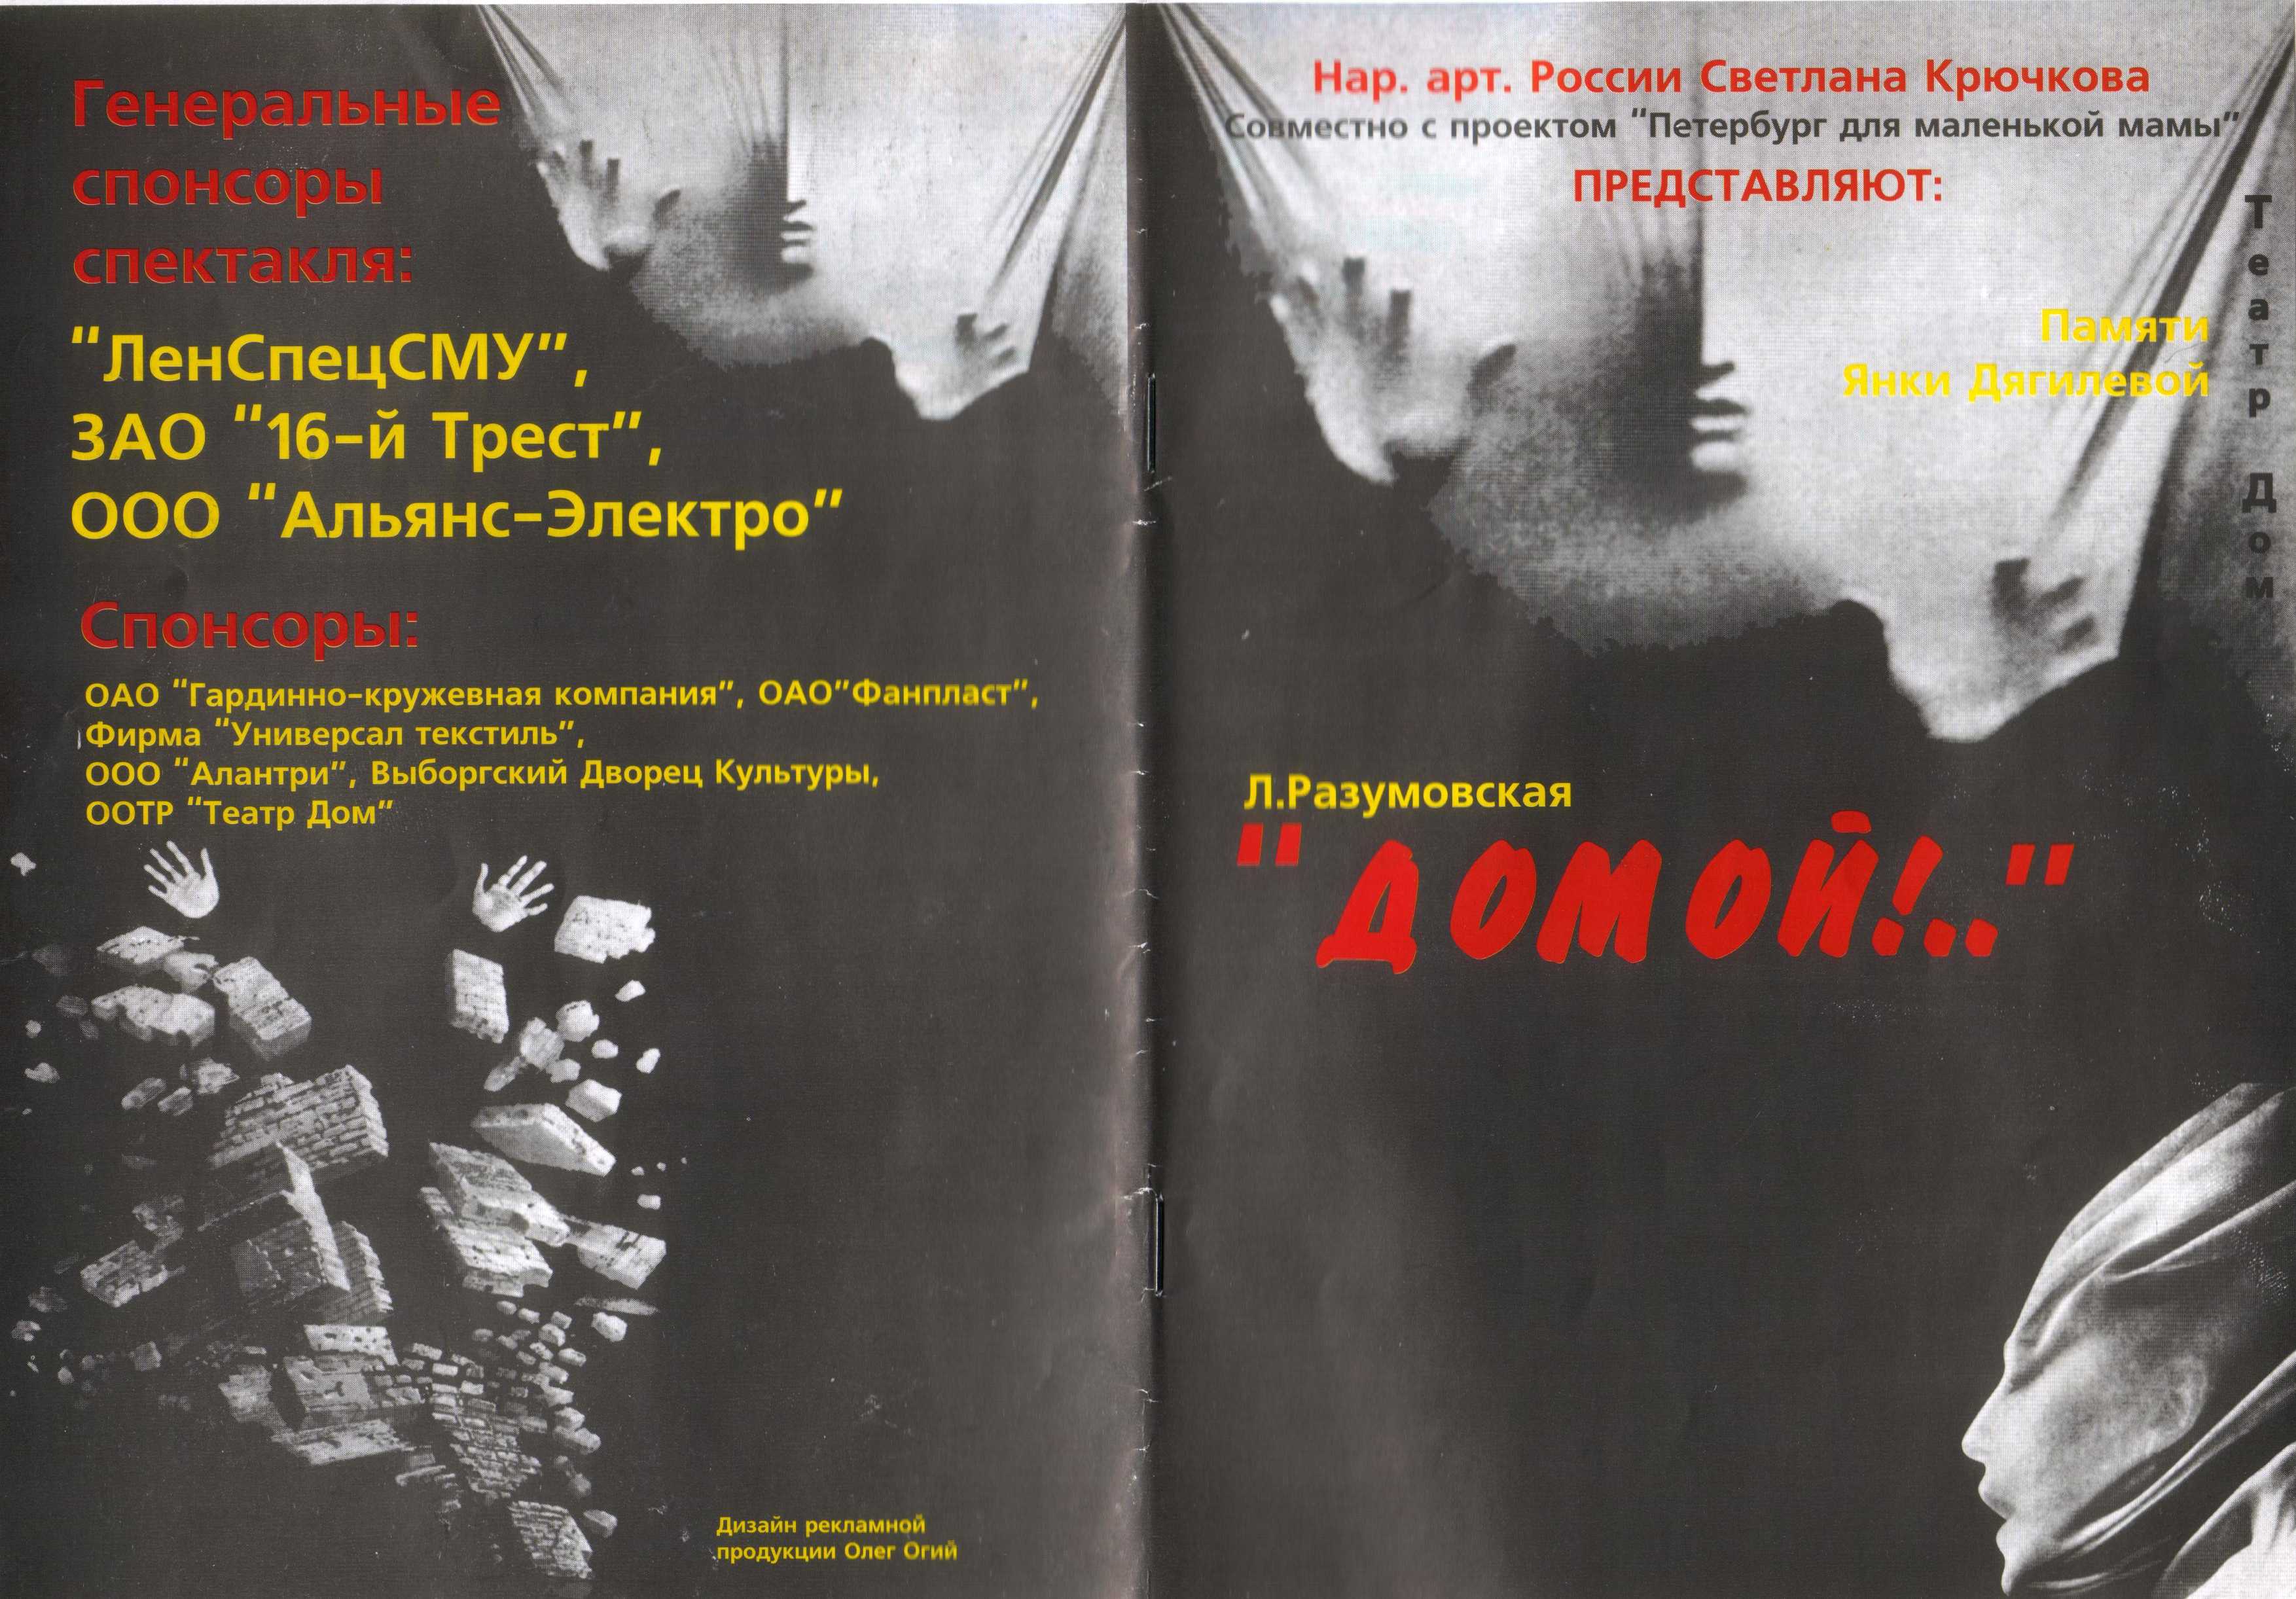 Генеральные
спонсоры
спектакля:
"ЛенСпецСМУ",
ЗАО "16-й Трест",
ООО "Альянс-Электро"
Спонсоры:
ОАО "Гардинно-кружевная компания", ОАО"Фанпласт",
Фирма "Универсал текстиль",
ООО "Алантри", Выборгский Дворец Культуры,
ООТР "Театр Дом"
Дизайн рекламной
продукции Олег Огий
Нар. арт. России Светлана Крючкова
Совместно с проектом "Петербург для маленькой мамы"
ПРЕДСТАВЛЯЮТ:
Памяти
Янки Дягилевой
Театр Дом
Л.Разумовская
"ДОМОЙ!.."